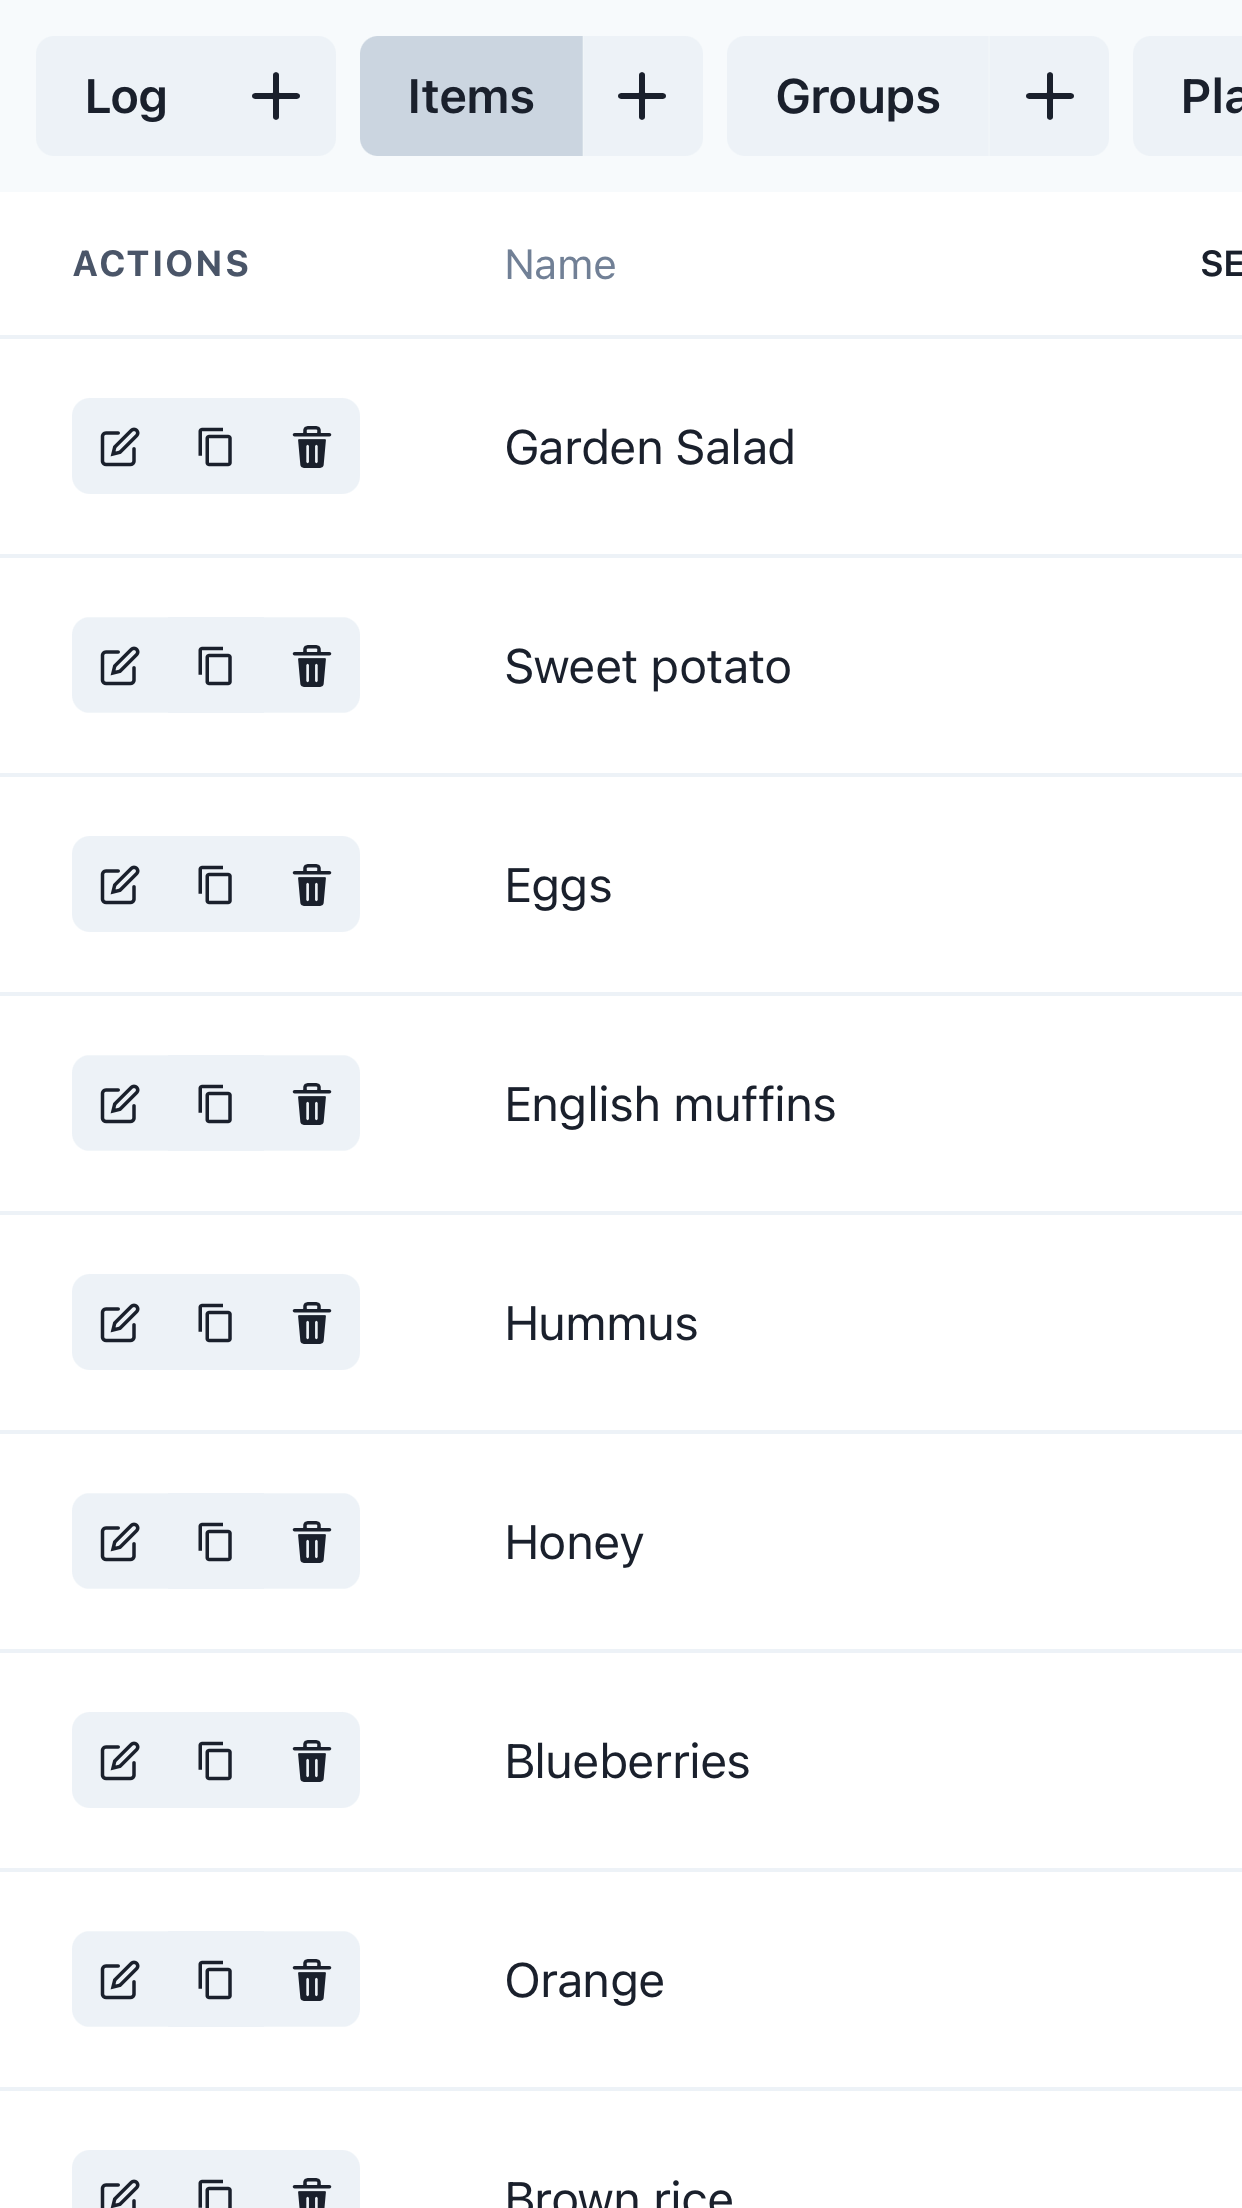 Log + Items + Groups + Pla
ACTIONS Name SE
Garden Salad
Sweet potato
Eggs
English muffins
Hummus
Honey
Blueberries
Orange
Brown rice